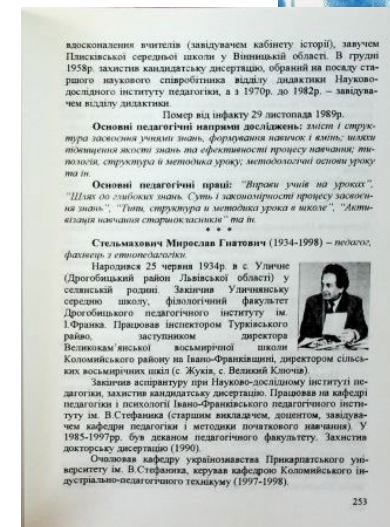 вдосконалення вчителів (завідувачем кабінету історії), завучем
Плисківської середньої школи у Вінницькій області. В грудні
1958р. захистив кандидатську дисертацію, обраний на посаду ста-
ршого наукового співробітника відділу дидактики Науково-
дослідного інституту педагогіки, а з 1970р. до 1982р. – завідува-
чем відділу дидактики.
Помер від інфакту 29 листопада 1989р.
Основні педагогічні напрями досліджень: зміст і струк-
тура засвоєння учнями знань, формування навичок і вмінь; шляхи
підвищення якості знань та ефективності процесу навчання; ти-
пологія, структура й методика уроку; методологічні основи уроку
та ін.
Основні педагогічні праці: "Вправи учнів на уроках",
"Шлях до глибоких знань. Суть і закономірності процесу засвоєн-
ня знань", "Типи, структура и методика урока в школе", "Акти-
візація навчання старшокласників" та ін.
* * *
Стельмахович Мирослав Гнатович (1934-1998) – педагог,
фахівець з етнопедагогіки.
Народився 25 червня 1934р. в с. Уличне
(Дрогобицький район Львівської області) у
селянській родині. Закінчив Уличнянську
середню школу, філологічний факультет
Дрогобицького педагогічного інституту ім.
І.Франка. Працював інспектором Турківського
райво, заступником директора
Великокам'янської восьмирічної школи
Коломийського району на Івано-Франківщині, директором сільсь-
ких восьмирічних шкіл (с. Жуків, с. Великий Ключів).
Закінчив аспірантуру при Науково-дослідному інституті пе-
дагогіки, захистив кандидатську дисертацію. Працював на кафедрі
педагогіки і психології Івано-Франківського педагогічного інсти-
туту ім. В.Стефаника (старшим викладачем, доцентом, завідува-
чем кафедри педагогіки і методики початкового навчання). У
1985-1997рр. був деканом педагогічного факультету. Захистив
докторську дисертацію (1990).
Очолював кафедру українознавства Прикарпатського уні-
верситету ім. В.Стефаника, керував кафедрою Коломийського ін-
дустріально-педагогічного технікуму (1997-1998).
253